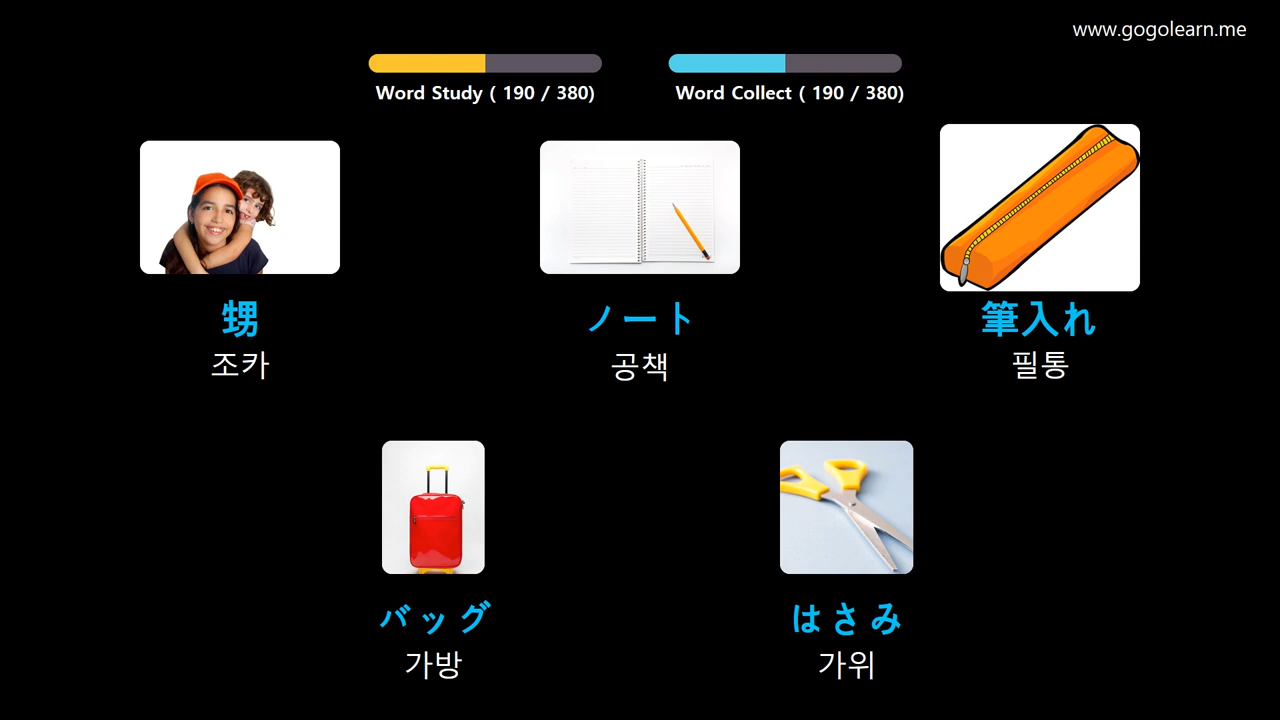 www.gogolearn.me
Word Study ( 190 / 380)
Word Collect ( 190 / 380)
甥
조카
ノート
공책
筆入れ
필통
バッグ
가방
はさみ
가위